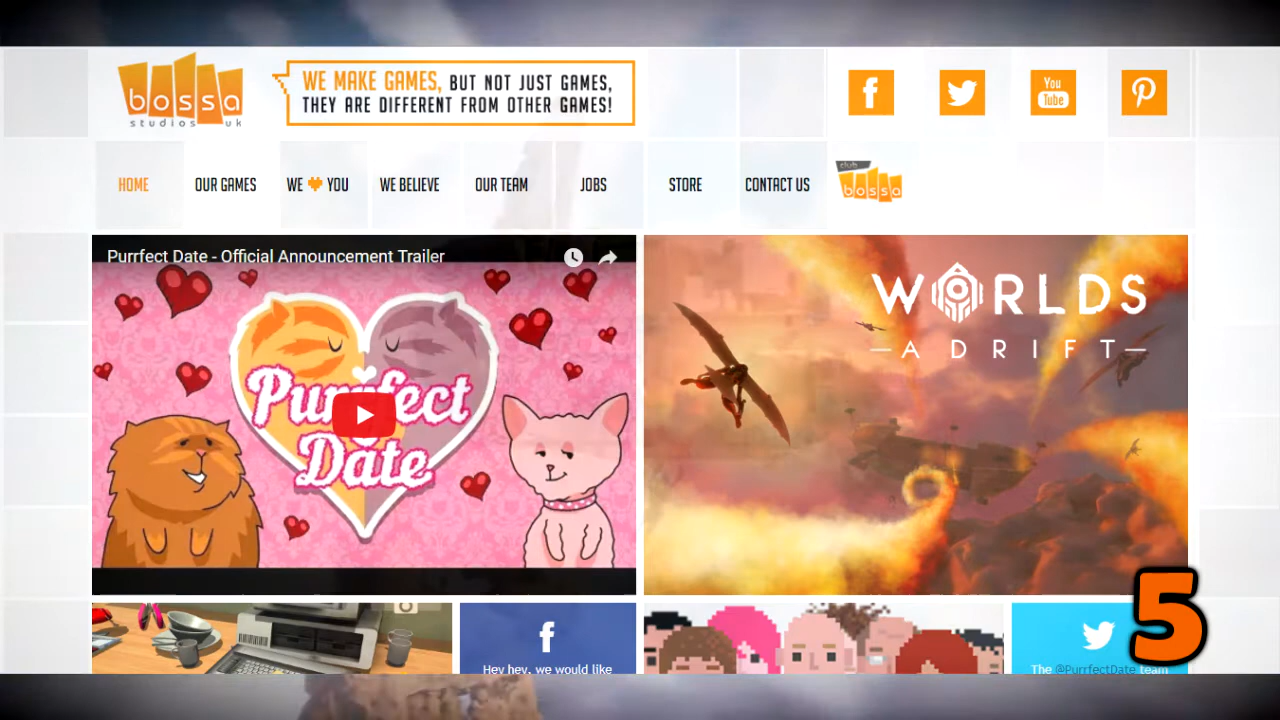 bossa
studios uk
WE MAKE GAMES, BUT NOT JUST GAMES,
THEY ARE DIFFERENT FROM OTHER GAMES!
f
You
Tube
HOME
OUR GAMES
WE YOU
WE BELIEVE
OUR TEAM
JOBS
STORE
CONTACT US
club
bossa
Purrfect Date - Official Announcement Trailer
Purrfect
Date
WORLDS
ADRIFT
f
Hey hey, we would like
The @PurrfectDate team
5